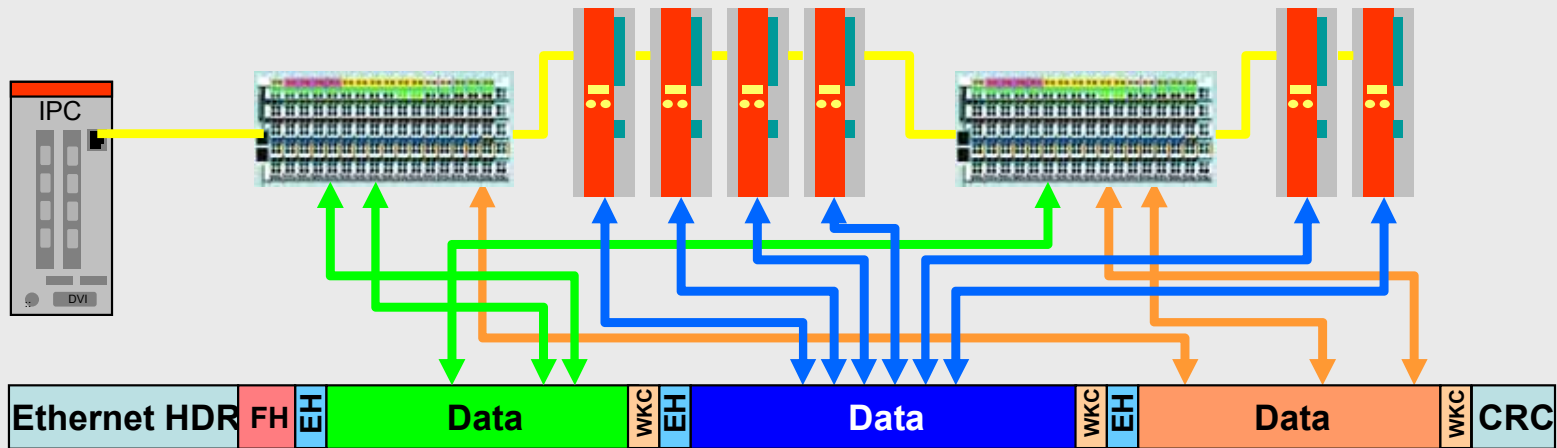 IPC
DVI
Ethernet HDR FH EH Data WKC EH Data WKC EH Data WKC CRC